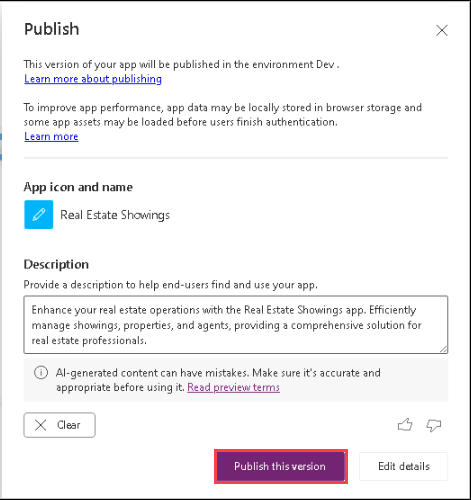 Publish
This version of your app will be published in the environment Dev .
Learn more about publishing
To improve app performance, app data may be locally stored in browser storage and
some app assets may be loaded before users finish authentication.
Learn more
App icon and name
Real Estate Showings
Description
Provide a description to help end-users find and use your app.
Enhance your real estate operations with the Real Estate Showings app. Efficiently
manage showings, properties, and agents, providing a comprehensive solution for
real estate professionals.
AI-generated content can have mistakes. Make sure it's accurate and
appropriate before using it. Read preview terms
Clear
Publish this version
Edit details